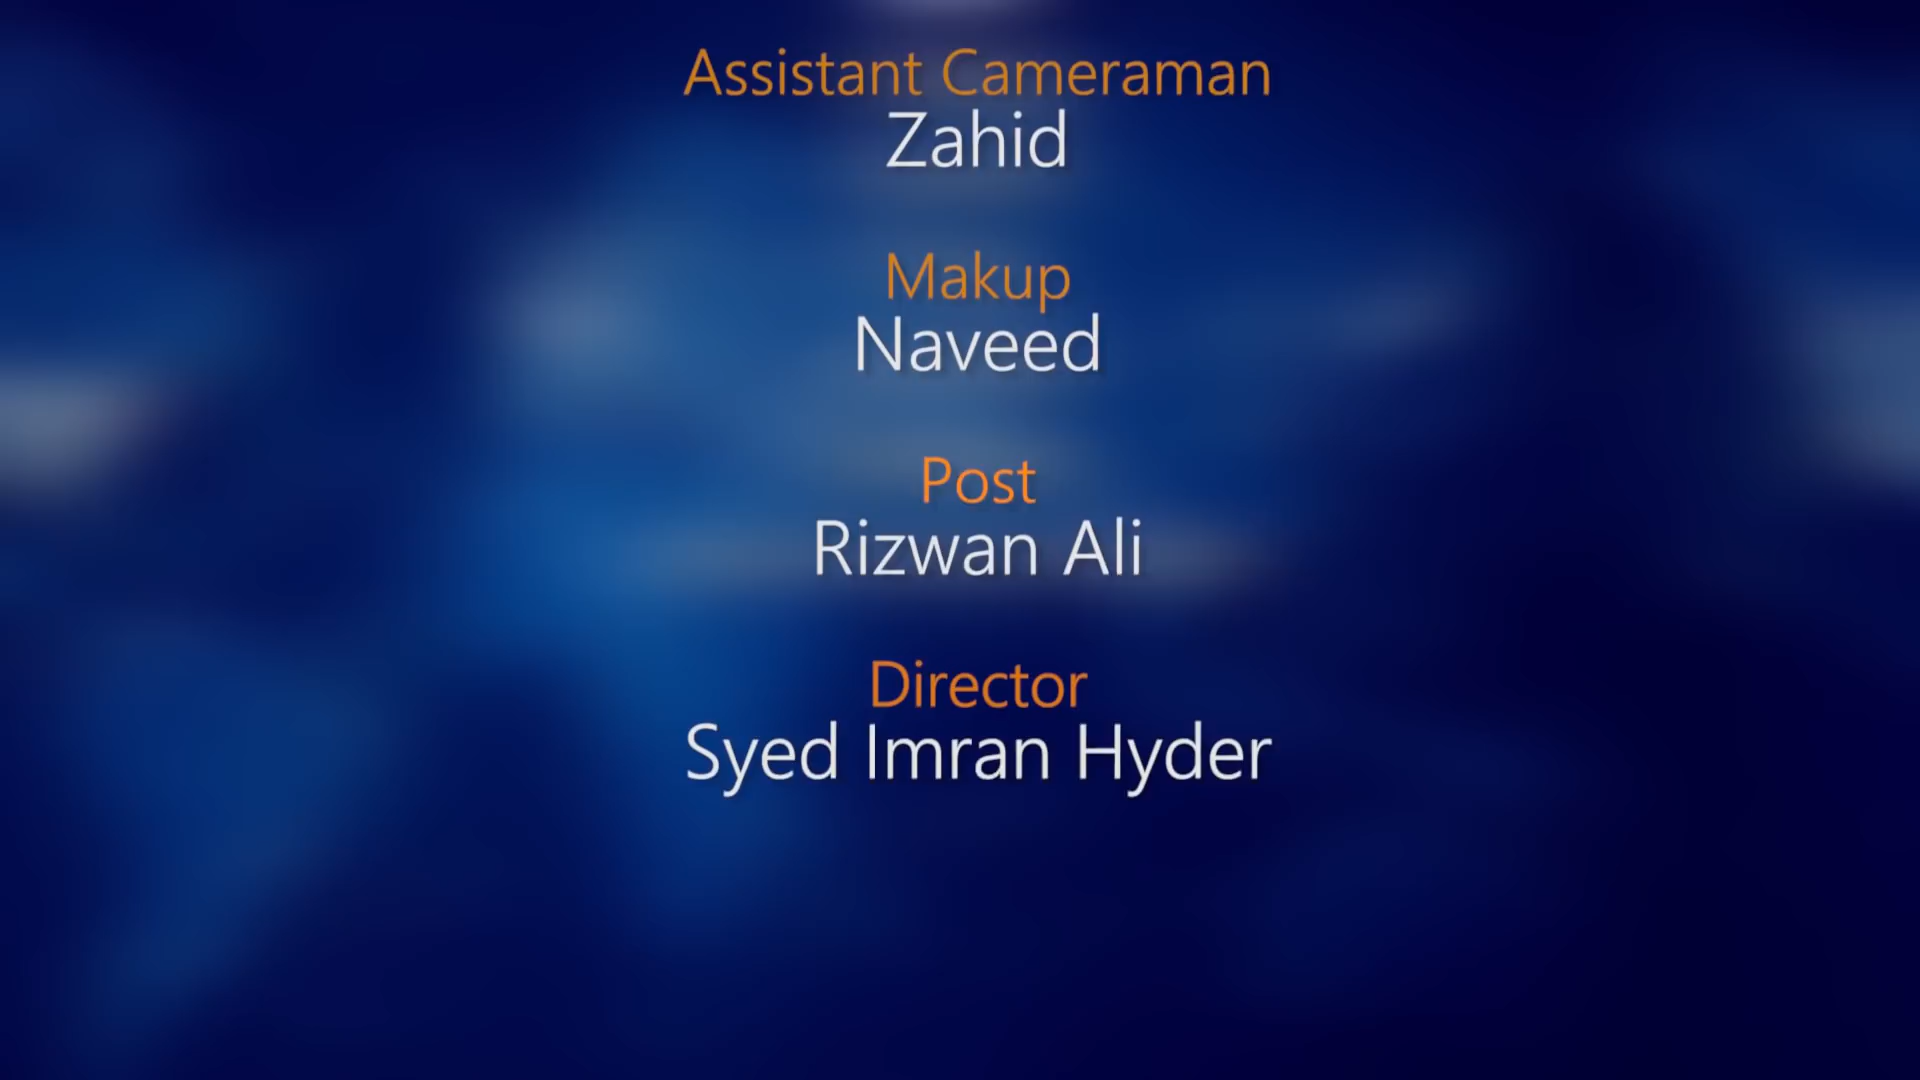 Assistant Cameraman
Zahid
Makup
Naveed
Post
Rizwan Ali
Director
Syed Imran Hyder